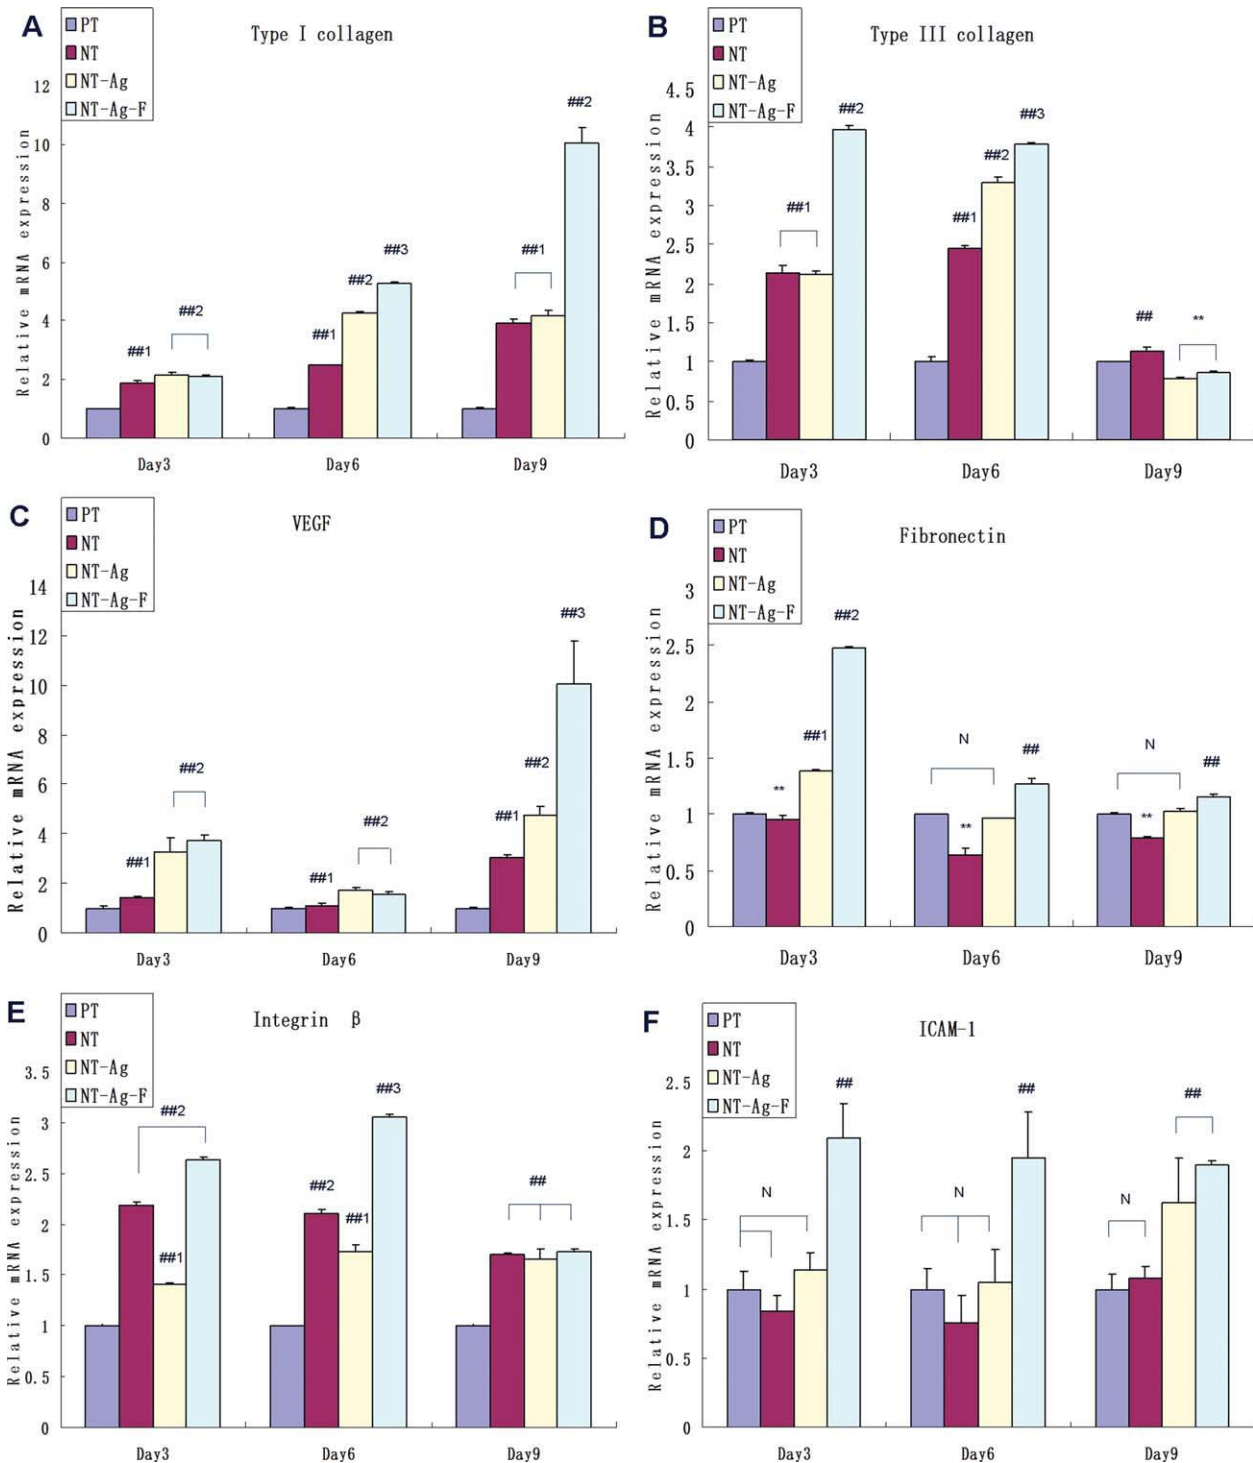 A
PT
NT
NT-Ag
NT-Ag-F
Type I collagen
Relative mRNA expression
12
10
8
6
4
2
0
##1
##2
##1
##2
##3
##1
##2
Day3
Day6
Day9
B
PT
NT
NT-Ag
NT-Ag-F
Type III collagen
Relative mRNA expression
4.5
4
3.5
3
2.5
2
1.5
1
0.5
0
##1
##2
##1
##2
##3
##
**
Day3
Day6
Day9
C
PT
NT
NT-Ag
NT-Ag-F
VEGF
Relative mRNA expression
14
12
10
8
6
4
2
0
##1
##2
##1
##2
##1
##2
##3
Day3
Day6
Day9
D
PT
NT
NT-Ag
NT-Ag-F
Fibronectin
Relative mRNA expression
3
2.5
2
1.5
1
0.5
0
**
##1
##2
N
**
##
N
**
##
Day3
Day6
Day9
E
PT
NT
NT-Ag
NT-Ag-F
Integrin β
Relative mRNA expression
3.5
3
2.5
2
1.5
1
0.5
0
##2
##1
##2
##1
##3
##
Day3
Day6
Day9
F
PT
NT
NT-Ag
NT-Ag-F
ICAM-1
Relative mRNA expression
2.5
2
1.5
1
0.5
0
N
##
N
##
N
##
Day3
Day6
Day9